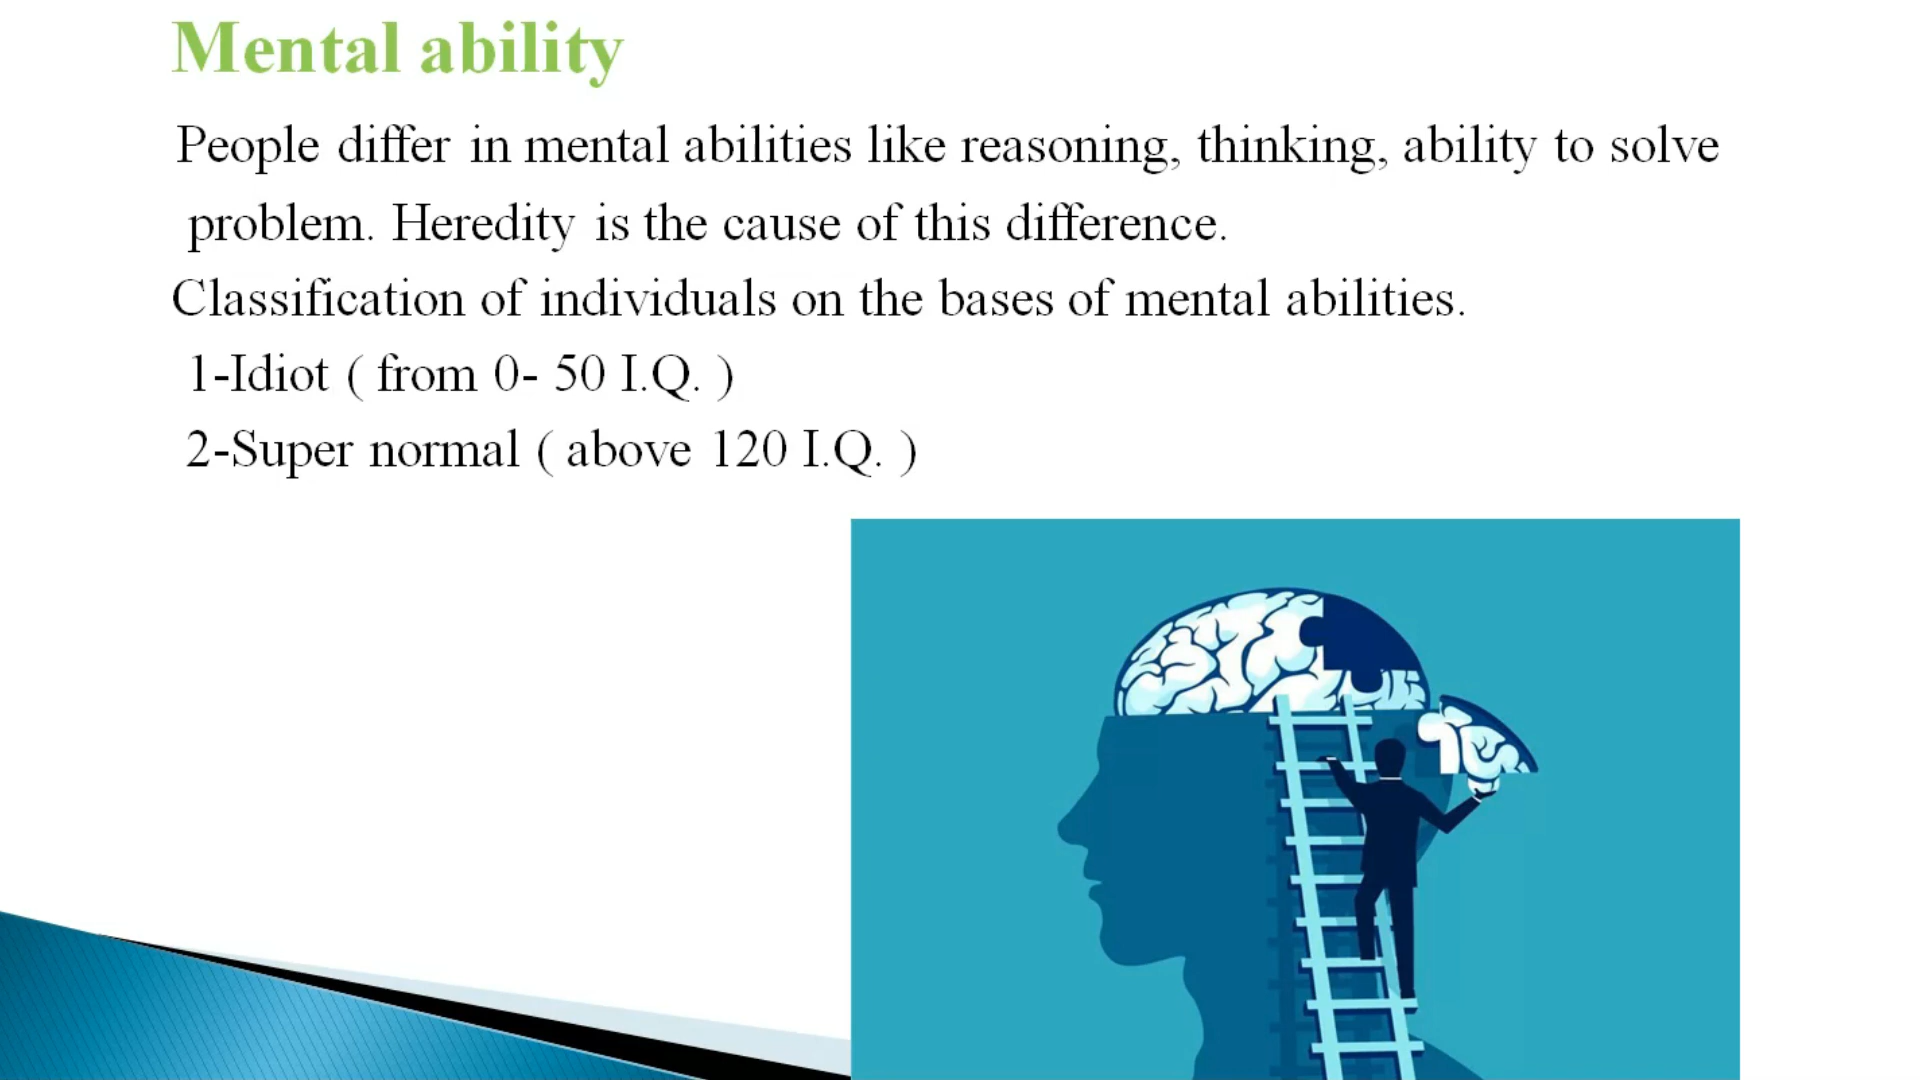 Mental ability
People differ in mental abilities like reasoning, thinking, ability to solve
problem. Heredity is the cause of this difference.
Classification of individuals on the bases of mental abilities.
1-Idiot ( from 0- 50 I.Q. )
2-Super normal ( above 120 I.Q. )